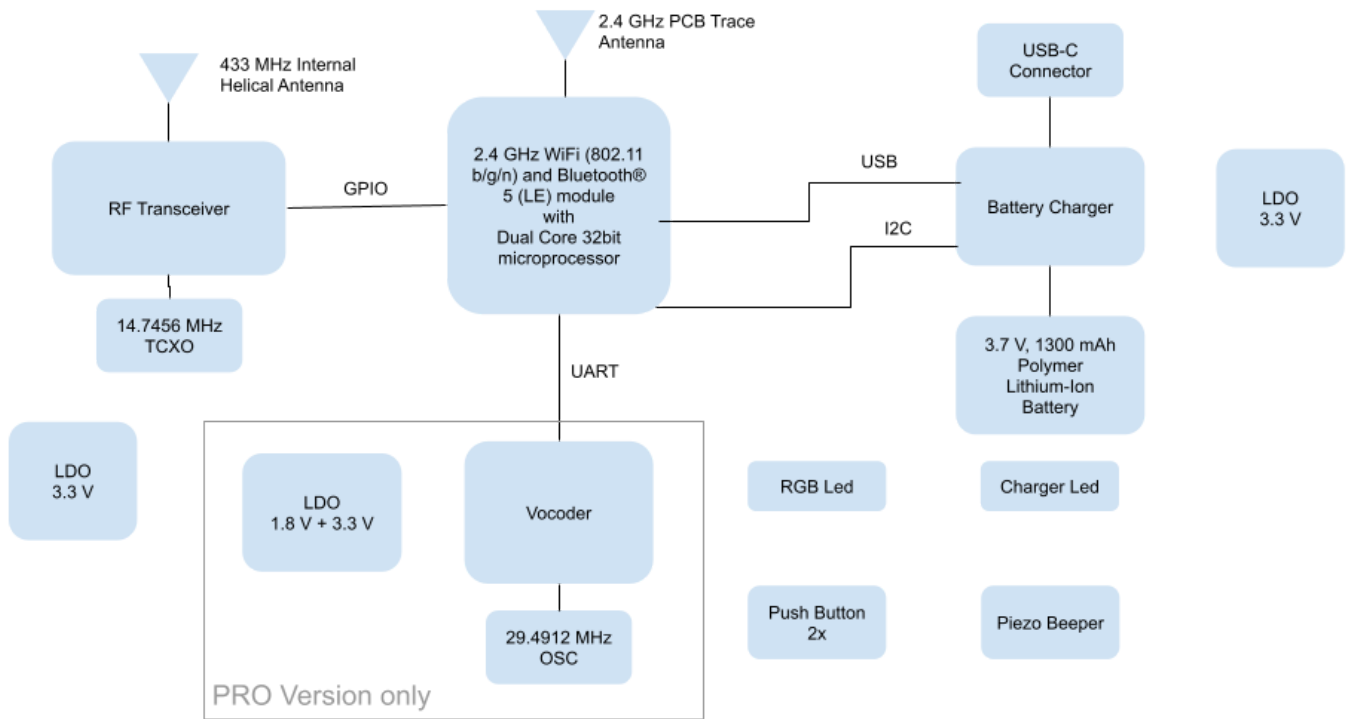 2.4 GHz PCB Trace
Antenna
433 MHz Internal
Helical Antenna
USB-C
Connector
2.4 GHz WiFi (802.11
b/g/n) and Bluetooth®
5 (LE) module
with
Dual Core 32bit
microprocessor
RF Transceiver
GPIO
USB
I2C
Battery Charger
LDO
3.3 V
14.7456 MHz
TCXO
UART
3.7 V, 1300 mAh
Polymer
Lithium-Ion
Battery
LDO
3.3 V
LDO
1.8 V + 3.3 V
Vocoder
RGB Led
Charger Led
29.4912 MHz
OSC
Push Button
2x
Piezo Beeper
PRO Version only